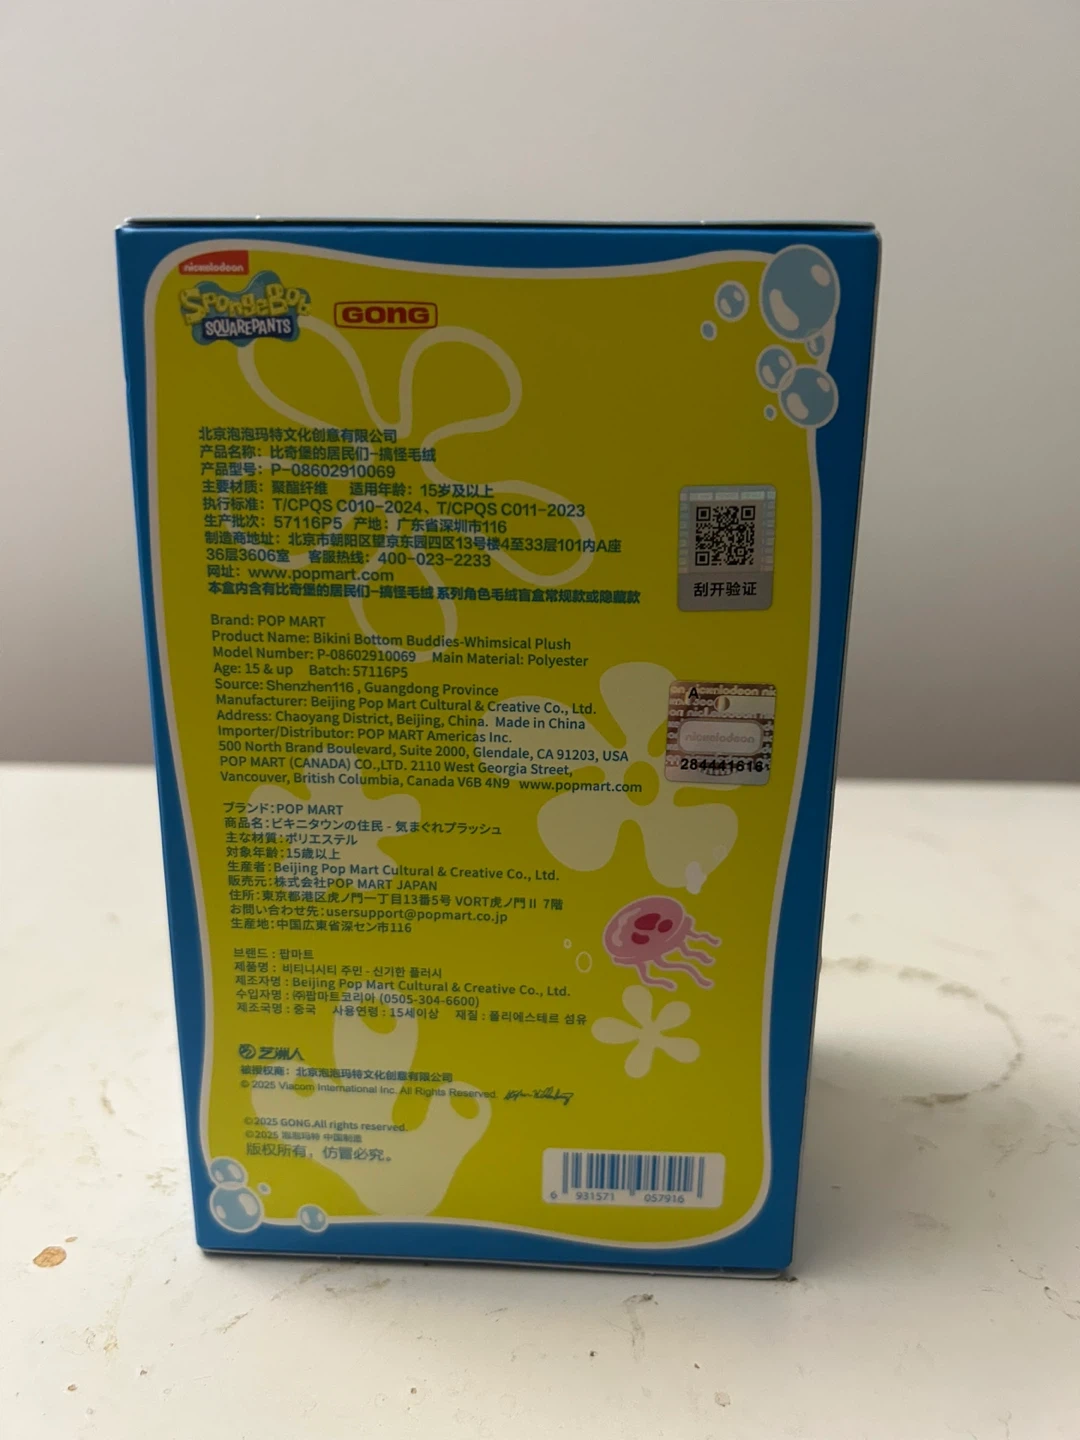 nickelodeon
SpongeBob
SQUAREPANTS
GONG
北京泡泡玛特文化创意有限公司
产品名称：比奇堡的居民们-搞怪毛绒
产品型号：P-08602910069
主要材质：聚酯纤维 适用年龄：15岁及以上
执行标准：T/CPQS C010-2024、T/CPQS C011-2023
生产批次：57116P5 产地：广东省深圳市116
制造商地址：北京市朝阳区望京东园四区13号楼4至33层101内A座
36层3606室 客服热线：400-023-2233
网址：www.popmart.com
本盒内含有比奇堡的居民们-搞怪毛绒 系列角色毛绒盲盒常规款或隐藏款
刮开验证
Brand: POP MART
Product Name: Bikini Bottom Buddies-Whimsical Plush
Model Number: P-08602910069 Main Material: Polyester
Age: 15 & up Batch: 57116P5
Source: Shenzhen116 , Guangdong Province
Manufacturer: Beijing Pop Mart Cultural & Creative Co., Ltd.
Address: Chaoyang District, Beijing, China. Made in China
Importer/Distributor: POP MART Americas Inc.
500 North Brand Boulevard, Suite 2000, Glendale, CA 91203, USA
POP MART (CANADA) CO.,LTD. 2110 West Georgia Street,
Vancouver, British Columbia, Canada V6B 4N9 www.popmart.com
A
nickelodeon
284441616
ブランド：POP MART
商品名：ビキニタウンの住民 - 気まぐれプラッシュ
主な材質：ポリエステル
対象年齢：15歳以上
生産者：Beijing Pop Mart Cultural & Creative Co., Ltd.
販売元：株式会社POP MART JAPAN
住所：東京都港区虎ノ門一丁目13番5号 VORT虎ノ門Ⅱ 7階
お問い合わせ先：usersupport@popmart.co.jp
生産地：中国広東省深セン市116
브랜드 : 팝마트
제품명 : 비티니시티 주민 - 신기한 플러시
제조자명 : Beijing Pop Mart Cultural & Creative Co., Ltd.
수입자명 : ㈜팝마트코리아 (0505-304-6600)
제조국명 : 중국 사용연령 : 15세이상 재질 : 폴리에스테르 섬유
艺洲人
被授权商：北京泡泡玛特文化创意有限公司
© 2025 Viacom International Inc. All Rights Reserved.
©2025 GONG.All rights reserved.
©2025 泡泡玛特 中国制造
版权所有，仿冒必究。
6 931571 057916